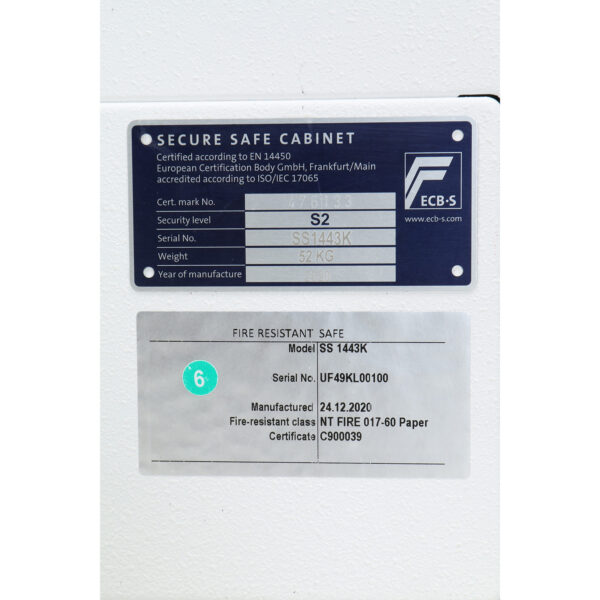 SECURE SAFE CABINET
Certified according to EN 14450
European Certification Body GmbH, Frankfurt/Main
accredited according to ISO/IEC 17065
ECB·S
www.ecb-s.com
Cert. mark No.
Security level S2
Serial No. SS1443K
Weight 52 KG
Year of manufacture
FIRE RESISTANT SAFE
Model SS 1443K
6
Serial No. UF49KL00100
Manufactured 24.12.2020
Fire-resistant class NT FIRE 017-60 Paper
Certificate C900039